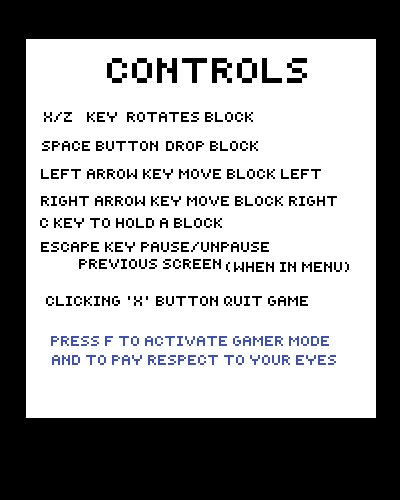 CONTROLS
X/Z KEY ROTATES BLOCK
SPACE BUTTON DROP BLOCK
LEFT ARROW KEY MOVE BLOCK LEFT
RIGHT ARROW KEY MOVE BLOCK RIGHT
C KEY TO HOLD A BLOCK
ESCAPE KEY PAUSE/UNPAUSE
PREVIOUS SCREEN (WHEN IN MENU)
CLICKING 'X' BUTTON QUIT GAME
PRESS F TO ACTIVATE GAMER MODE
AND TO PAY RESPECT TO YOUR EYES